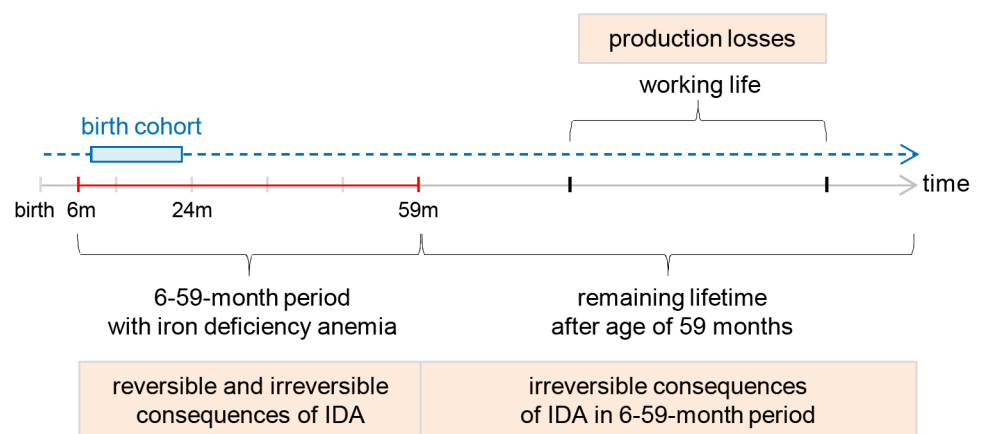 production losses
working life
birth cohort
time
birth 6m 24m 59m
6-59-month period
with iron deficiency anemia
remaining lifetime
after age of 59 months
reversible and irreversible
consequences of IDA
irreversible consequences
of IDA in 6-59-month period